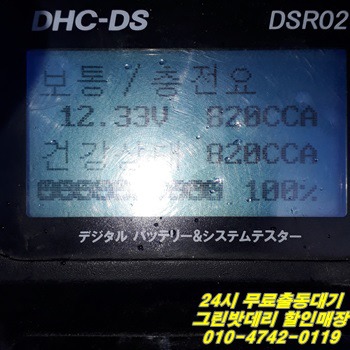 DHC-DS DSR02
보통/충전요
12.33V 820CCA
건강상태 820CCA
100%
デジタル バッテリー&システムテスター
24시 무료출동대기
그린밧데리 할인매장
010-4742-0119